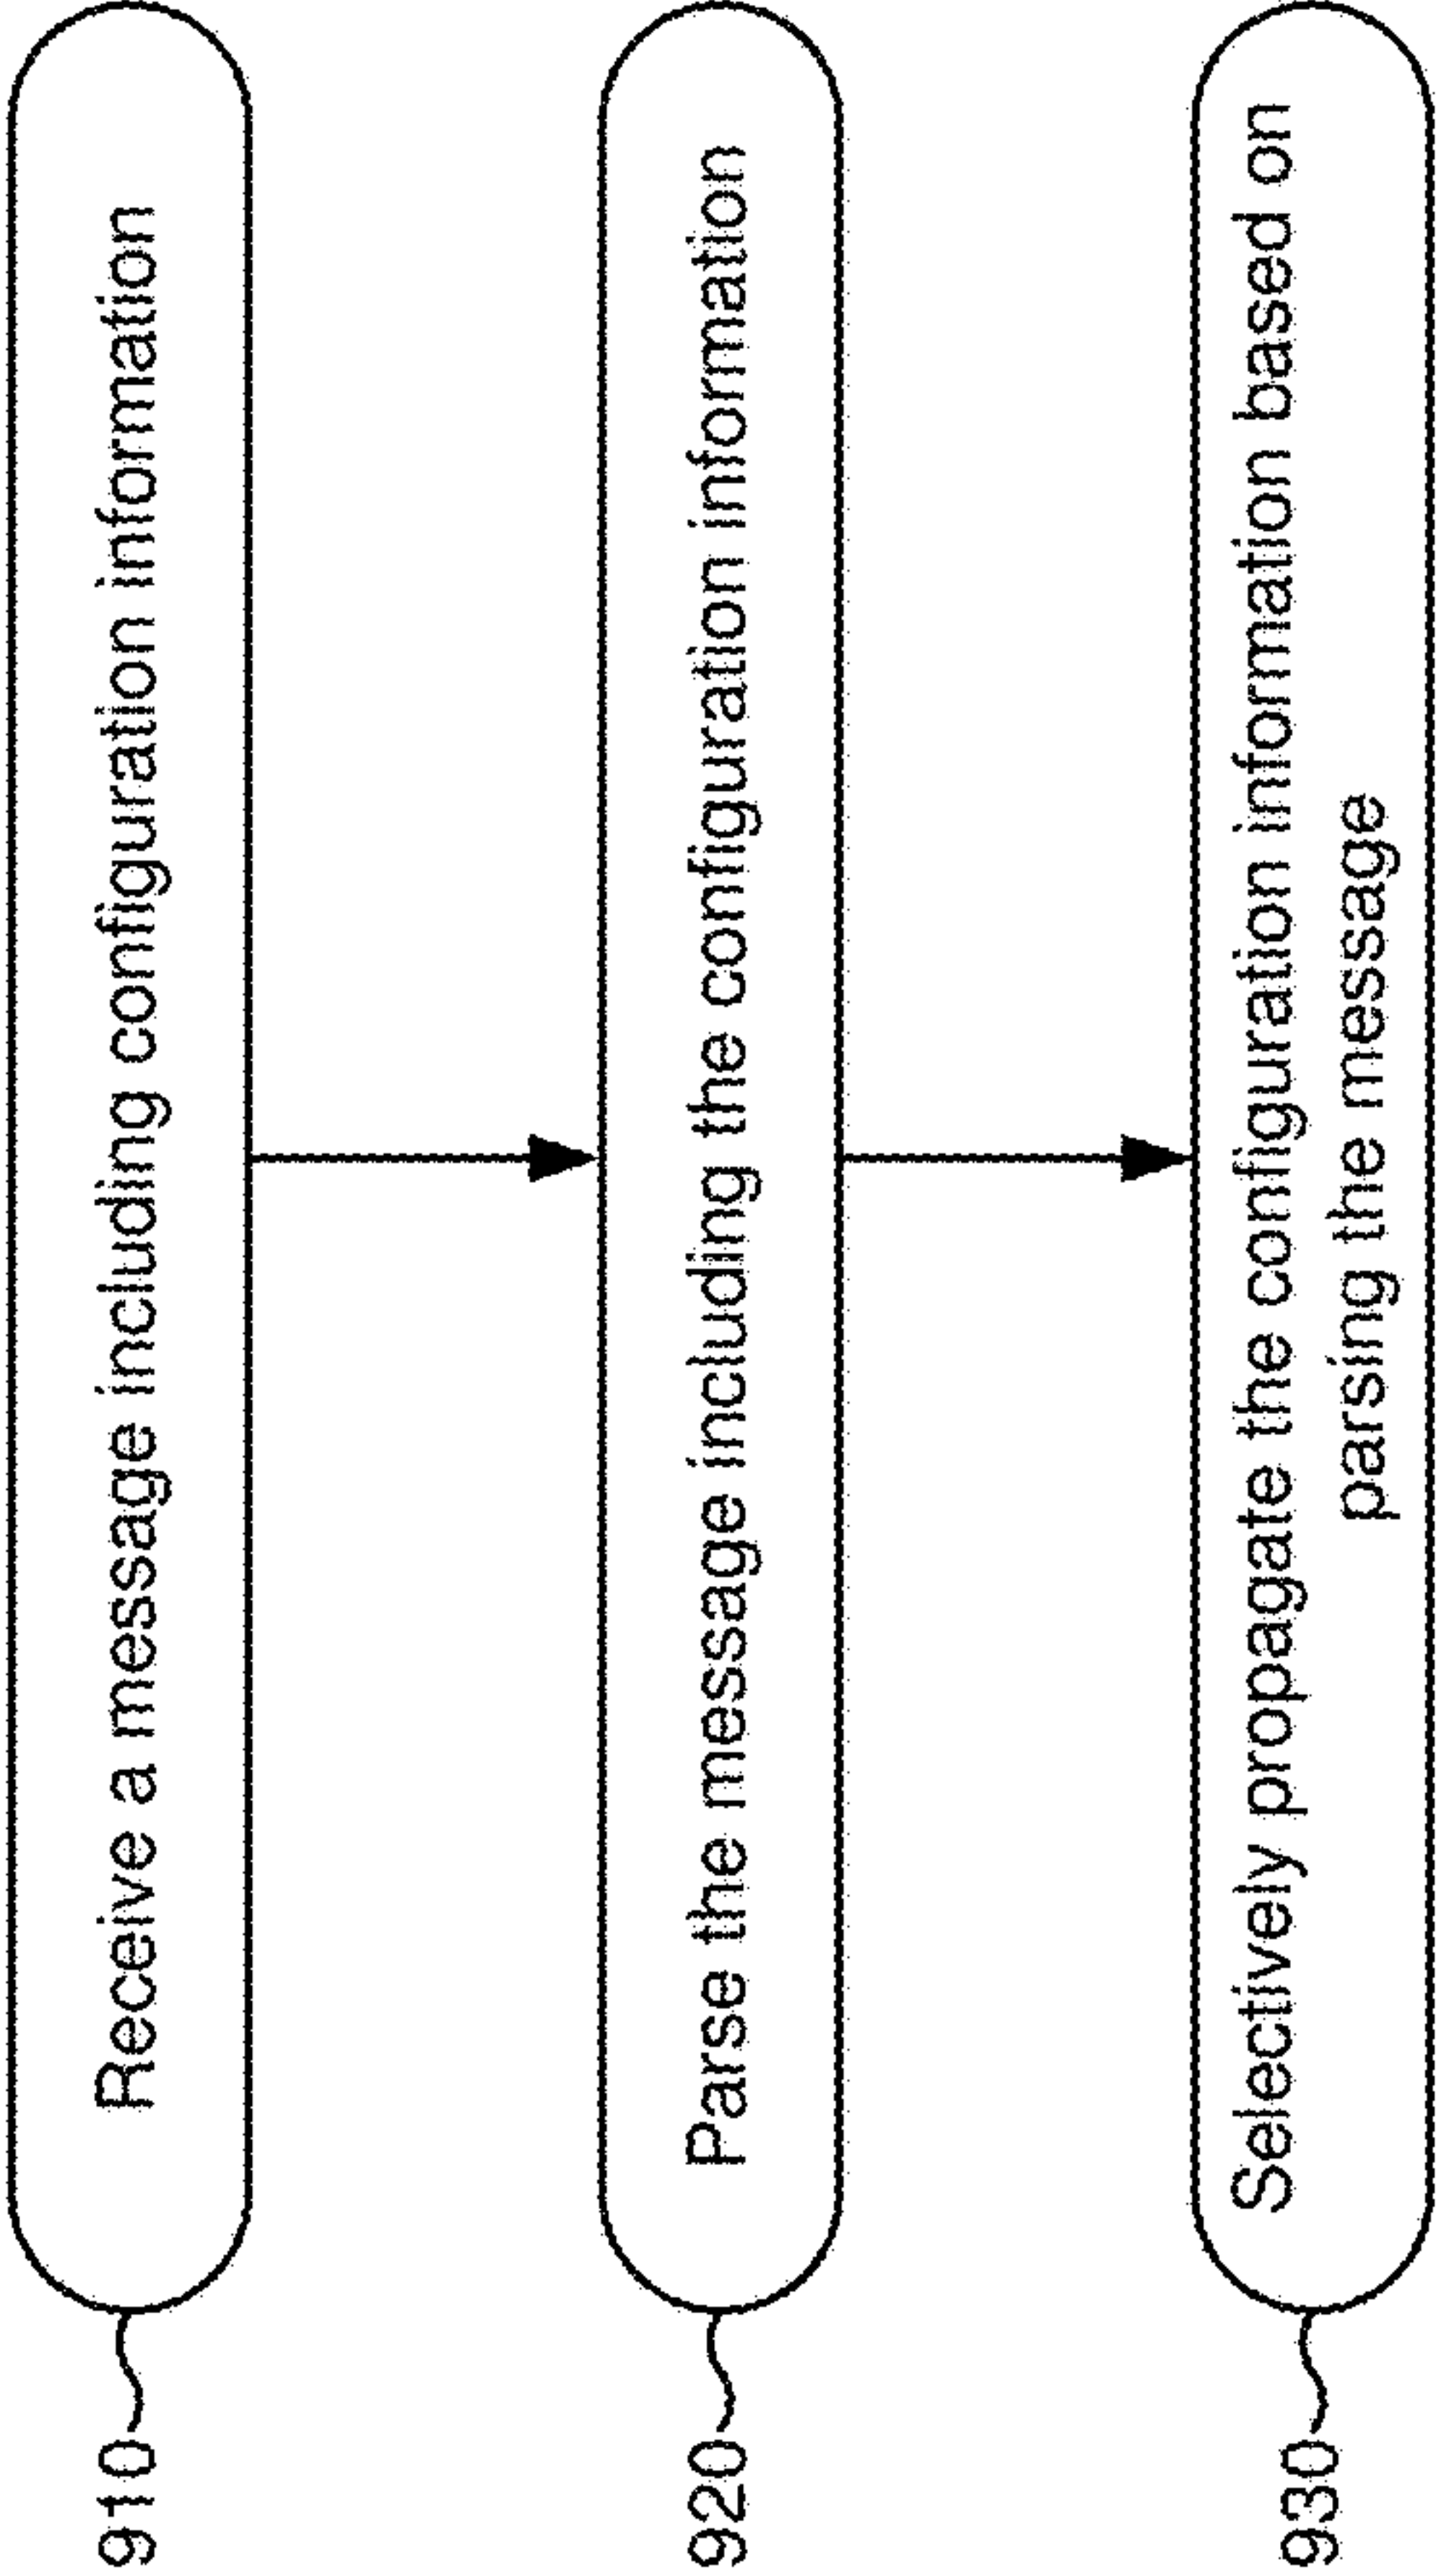 910
Receive a message including configuration information
920
Parse the message including the configuration information
930
Selectively propagate the configuration information based on
parsing the message